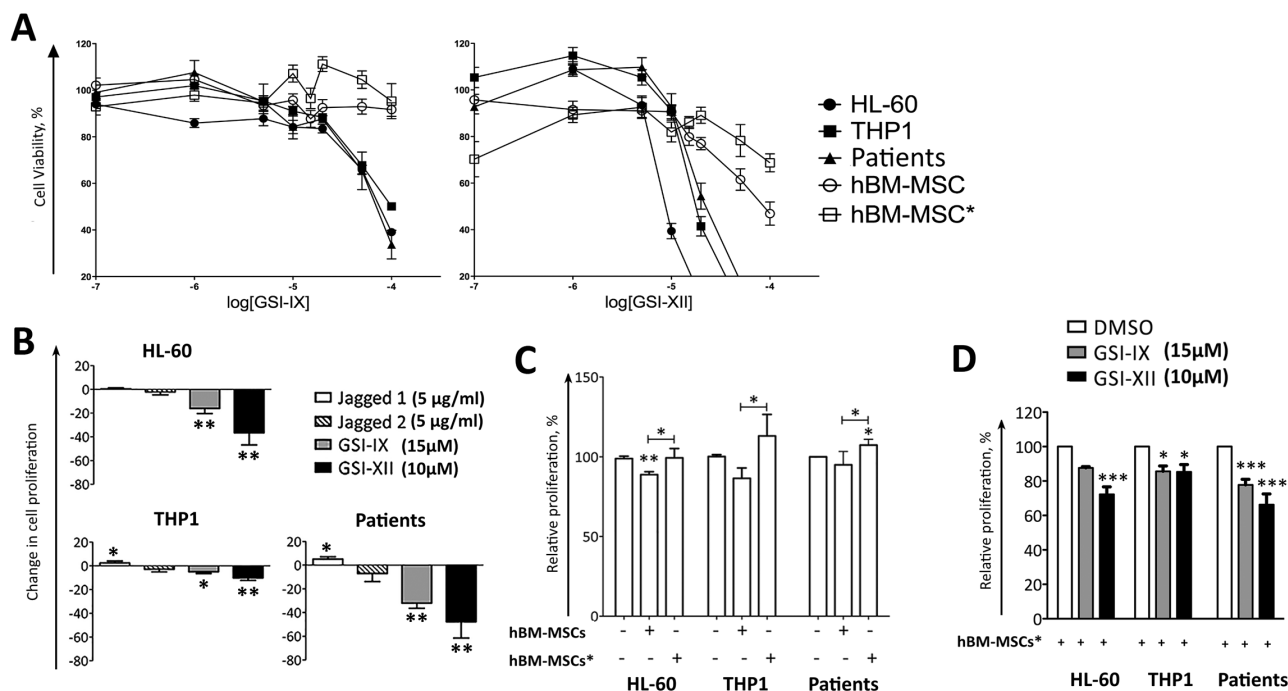 A
Cell Viability, %
120
100
80
60
40
20
-7
-6
-5
-4
log[GSI-IX]
120
100
80
60
40
20
-7
-6
-5
-4
log[GSI-XII]
HL-60
THP1
Patients
hBM-MSC
hBM-MSC*
B
Change in cell proliferation
HL-60
20
0
-20
-40
-60
-80
**
**
Jagged 1 (5 µg/ml)
Jagged 2 (5 µg/ml)
GSI-IX (15µM)
GSI-XII (10µM)
THP1
20
0
-20
-40
-60
-80
*
*
**
Patients
20
0
-20
-40
-60
-80
*
**
**
C
Relative proliferation, %
150
100
50
0
** * * * *
hBM-MSCs - + - - + - - + -
hBM-MSCs* - - + - - + - - +
HL-60 THP1 Patients
D
DMSO
GSI-IX (15µM)
GSI-XII (10µM)
Relative proliferation, %
120
100
80
60
40
20
0
*** * * *** ***
hBM-MSCs* + + + + + + + + +
HL-60 THP1 Patients